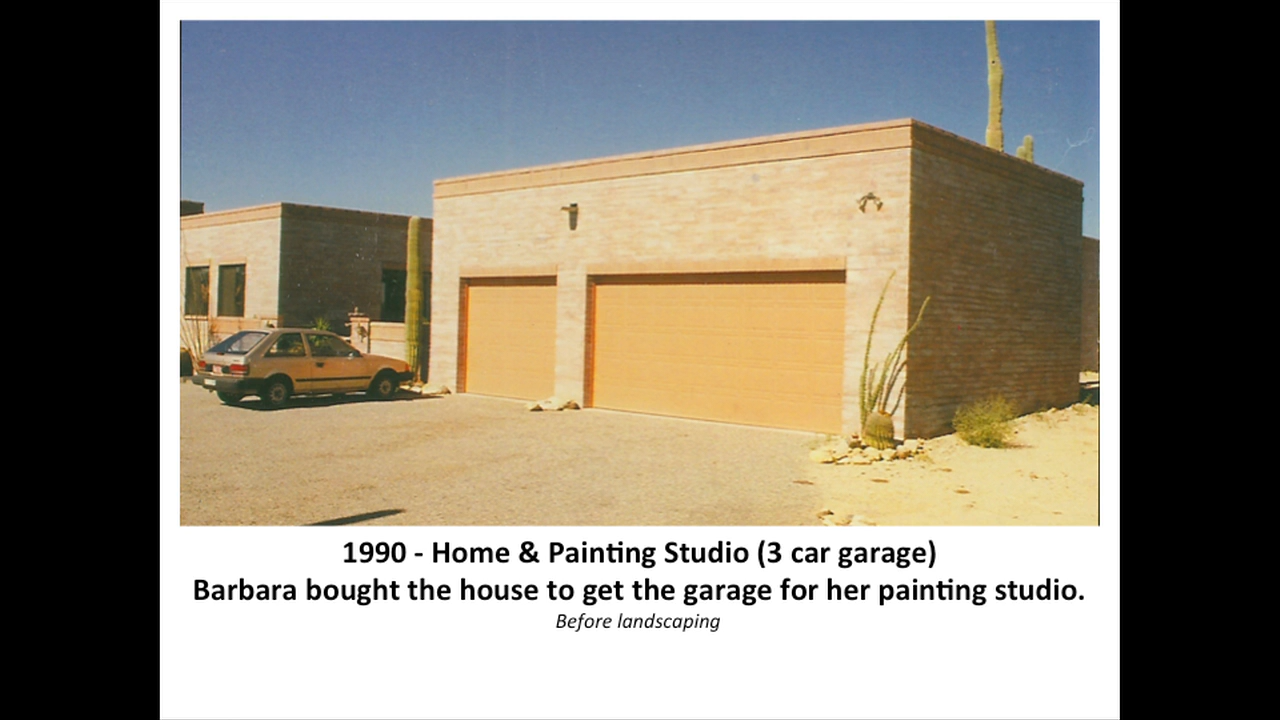 1990 - Home & Painting Studio (3 car garage)
Barbara bought the house to get the garage for her painting studio.
Before landscaping